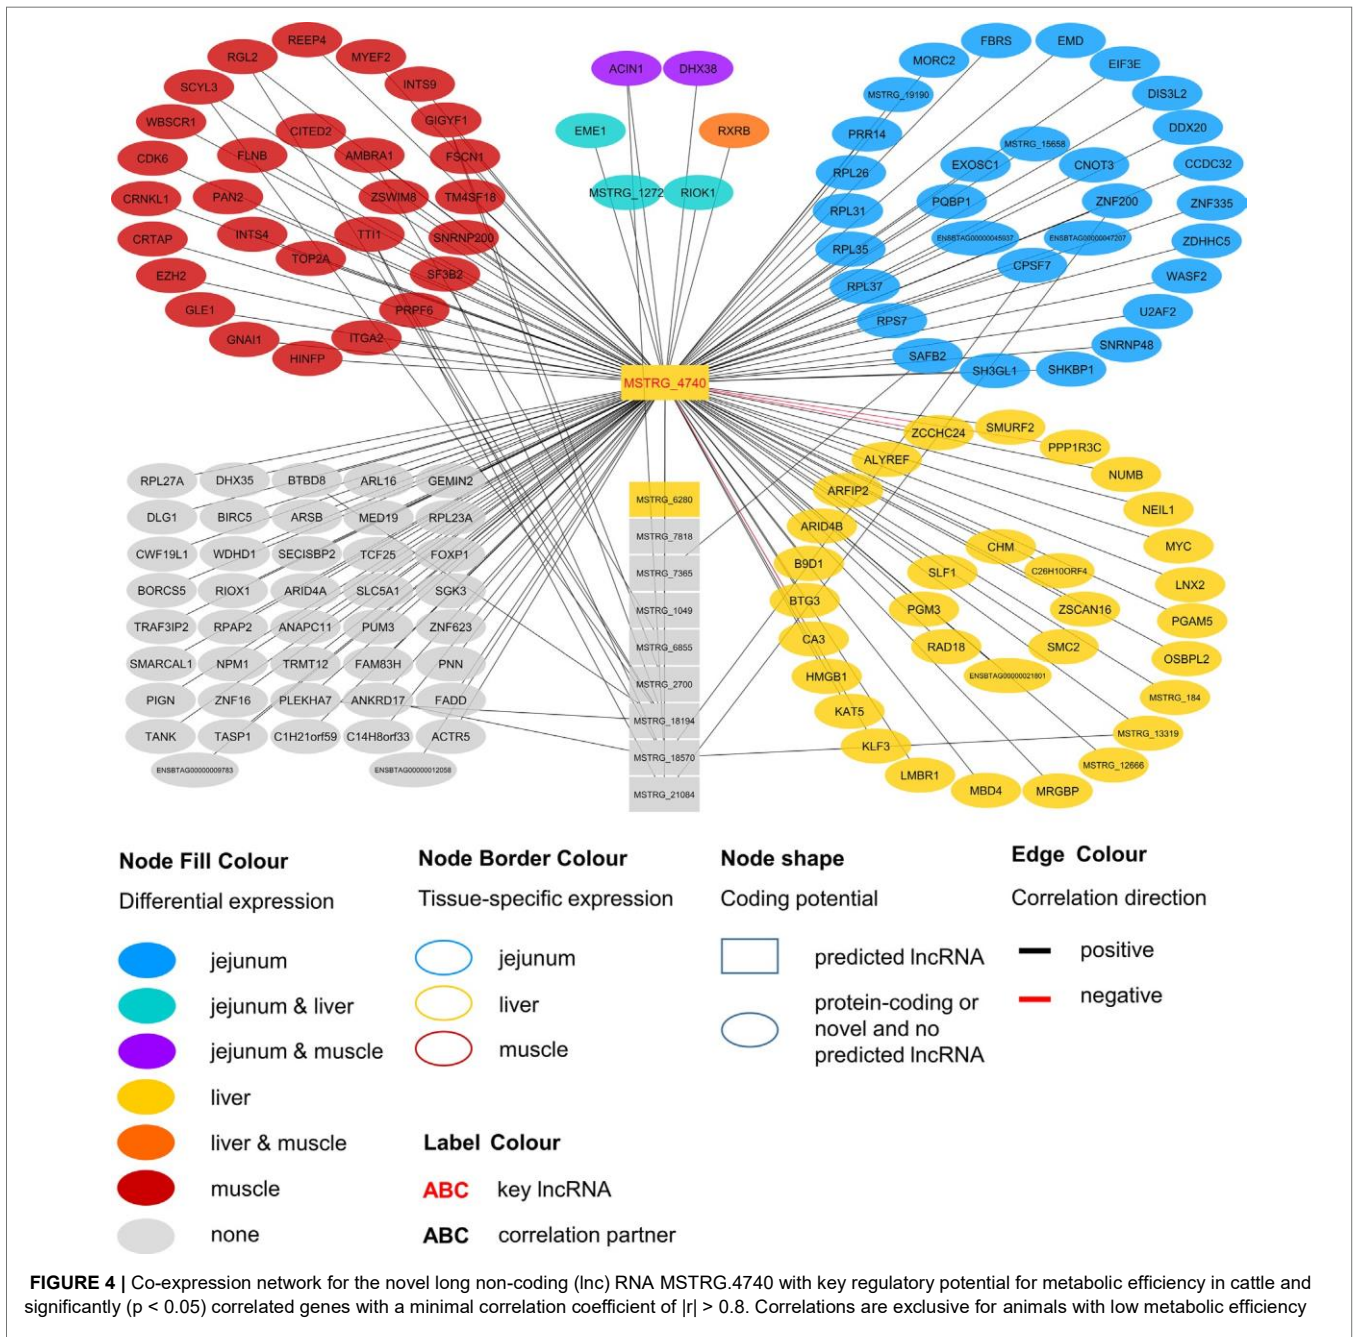 REEP4
RGL2
MYEF2
SCYL3
INTS9
WBSCR1
CITED2
GIGYF1
CDK6
FLNB
AMBRA1
FSCN1
CRNKL1
PAN2
ZSWIM8
TM4SF18
CRTAP
INTS4
TTI1
SNRNP200
TOP2A
EZH2
SF3B2
GLE1
PRPF6
GNAI1
ITGA2
HINFP
ACIN1
DHX38
EME1
RXRB
MSTRG_1272
RIOK1
FBRS
EMD
MORC2
EIF3E
MSTRG_19190
DIS3L2
PRR14
MSTRG_15658
DDX20
RPL26
EXOSC1
CNOT3
CCDC32
RPL31
PQBP1
ZNF200
ZNF335
RPL35
ENSBTAG00000045937
ENSBTAG00000047207
ZDHHC5
CPSF7
RPL37
WASF2
RPS7
U2AF2
SAFB2
SNRNP48
SH3GL1
SHKBP1
MSTRG_4740
RPL27A
DHX35
BTBD8
ARL16
GEMIN2
DLG1
BIRC5
ARSB
MED19
RPL23A
CWF19L1
WDHD1
SECISBP2
TCF25
FOXP1
BORCS5
RIOX1
ARID4A
SLC5A1
SGK3
TRAF3IP2
RPAP2
ANAPC11
PUM3
ZNF623
SMARCAL1
NPM1
TRMT12
FAM83H
PNN
PIGN
ZNF16
PLEKHA7
ANKRD17
FADD
TANK
TASP1
C1H21orf59
C14H8orf33
ACTR5
ENSBTAG00000009783
ENSBTAG00000012058
MSTRG_6280
MSTRG_7818
MSTRG_7365
MSTRG_1049
MSTRG_6855
MSTRG_2700
MSTRG_18194
MSTRG_18570
MSTRG_21084
ZCCHC24
SMURF2
PPP1R3C
ALYREF
NUMB
ARFIP2
NEIL1
ARID4B
MYC
CHM
B9D1
SLF1
C26H10ORF4
LNX2
BTG3
PGM3
ZSCAN16
PGAM5
CA3
RAD18
SMC2
OSBPL2
HMGB1
ENSBTAG00000021801
MSTRG_184
KAT5
MSTRG_13319
KLF3
MSTRG_12666
LMBR1
MBD4
MRGBP
Node Fill Colour
Differential expression
jejunum
jejunum & liver
jejunum & muscle
liver
liver & muscle
muscle
none
Node Border Colour
Tissue-specific expression
jejunum
liver
muscle
Label Colour
ABC key lncRNA
ABC correlation partner
Node shape
Coding potential
predicted lncRNA
protein-coding or
novel and no
predicted lncRNA
Edge Colour
Correlation direction
positive
negative
FIGURE 4 | Co-expression network for the novel long non-coding (lnc) RNA MSTRG.4740 with key regulatory potential for metabolic efficiency in cattle and
significantly (p < 0.05) correlated genes with a minimal correlation coefficient of |r| > 0.8. Correlations are exclusive for animals with low metabolic efficiency